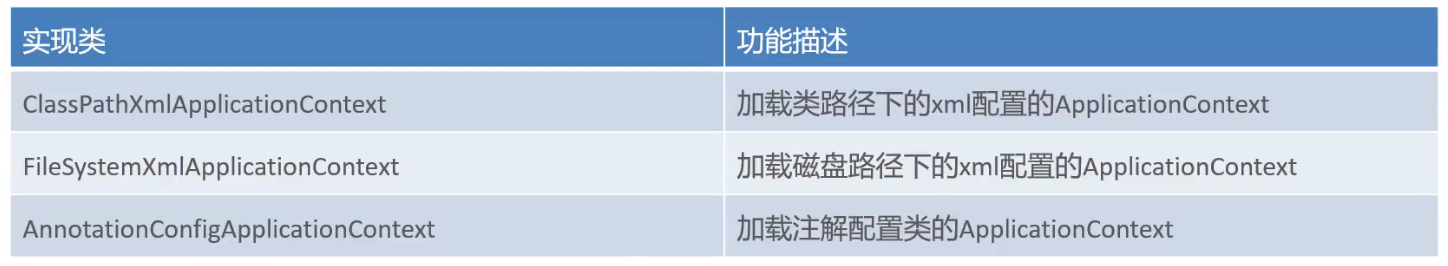 实现类 功能描述
ClassPathXmlApplicationContext 加载类路径下的xml配置的ApplicationContext
FileSystemXmlApplicationContext 加载磁盘路径下的xml配置的ApplicationContext
AnnotationConfigApplicationContext 加载注解配置类的ApplicationContext